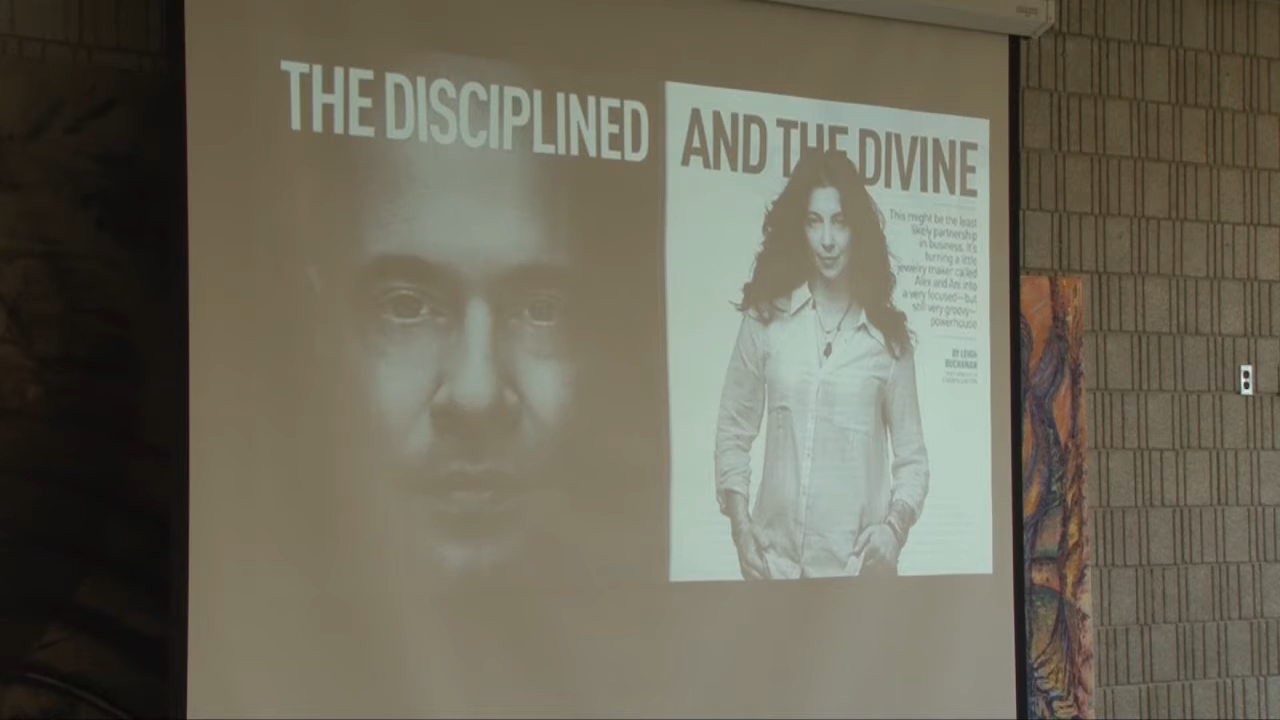 THE DISCIPLINED
AND THE DIVINE
This might be the least
likely partnership
in business. It's
turning a little
jewelry maker called
Alex and Ani into
a very focused—but
still very groovy—
powerhouse
BY LEIGH
BUCHANAN